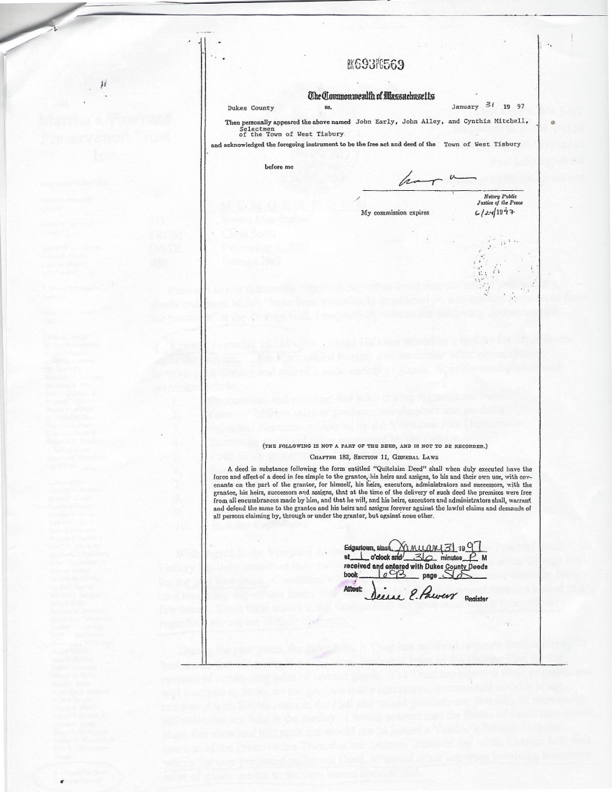 BK693PG569
The Commonwealth of Massachusetts
Dukes County ss. January 31 19 97
Then personally appeared the above named John Early, John Alley, and Cynthia Mitchell,
Selectmen
of the Town of West Tisbury
and acknowledged the foregoing instrument to be the free act and deed of the Town of West Tisbury
before me
Notary Public
Justice of the Peace
My commission expires 6/24/1997
(THE FOLLOWING IS NOT A PART OF THE DEED, AND IS NOT TO BE RECORDED.)
CHAPTER 183, SECTION 11, GENERAL LAWS
A deed in substance following the form entitled "Quitclaim Deed" shall when duly executed have the
force and effect of a deed in fee simple to the grantee, his heirs and assigns, to his and their own use, with cov-
enants on the part of the grantor, for himself, his heirs, executors, administrators and successors, with the
grantee, his heirs, successors and assigns, that at the time of the delivery of such deed the premises were free
from all encumbrances made by him, and that he will, and his heirs, executors and administrators shall, warrant
and defend the same to the grantee and his heirs and assigns forever against the lawful claims and demands of
all persons claiming by, through or under the grantor, but against none other.
Edgartown, Mass. January 31 19 97
at 1 o'clock and 36 minutes P M
received and entered with Dukes County Deeds
book 693 page
Attest: Dianne E. Powers Register